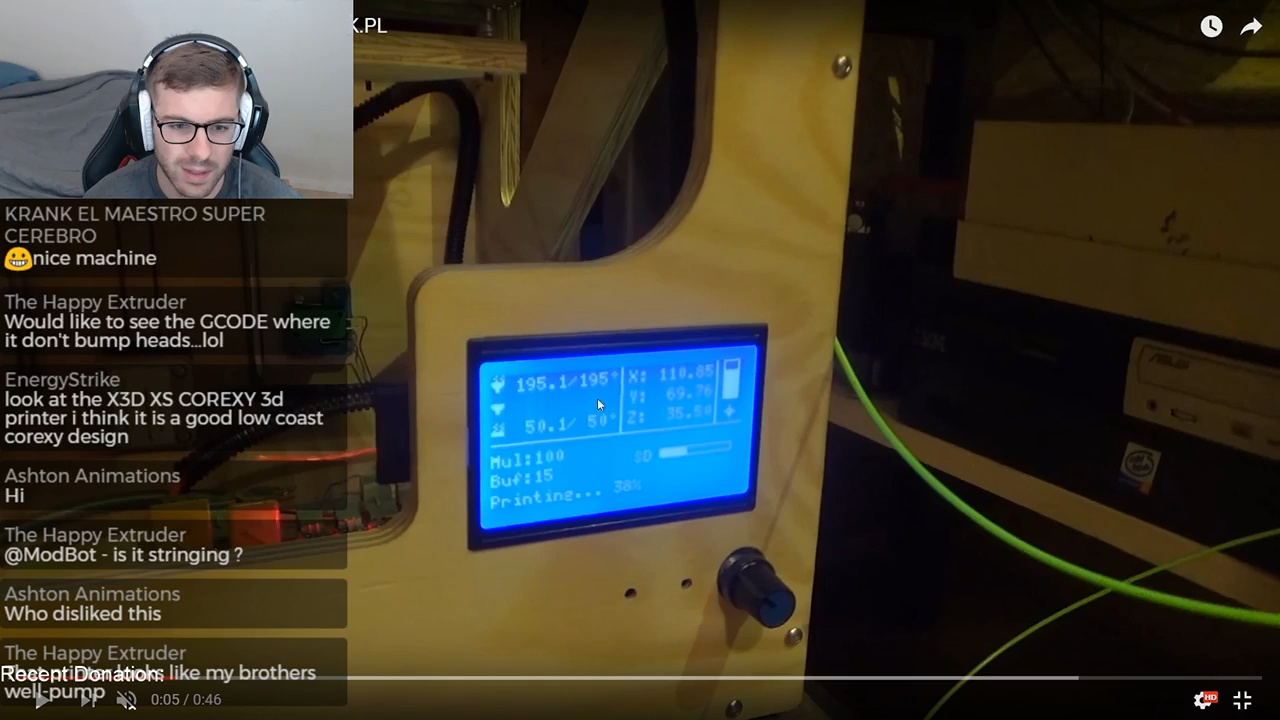 K.PL
KRANK EL MAESTRO SUPER
CEREBRO
nice machine
The Happy Extruder
Would like to see the GCODE where
it don't bump heads...lol
EnergyStrike
look at the X3D XS COREXY 3d
printer i think it is a good low coast
corexy design
Ashton Animations
Hi
The Happy Extruder
@ModBot - is it stringing ?
Ashton Animations
Who disliked this
The Happy Extruder
That printer looks like my brothers
well pump
Recent Donation:
0:05 / 0:46
HD
195.1/195°
50.1/ 50°
X: 110.85
Y: 69.76
Z: 35.50
Mul:100
Buf:15
Printing... 38%
SD
ASUS